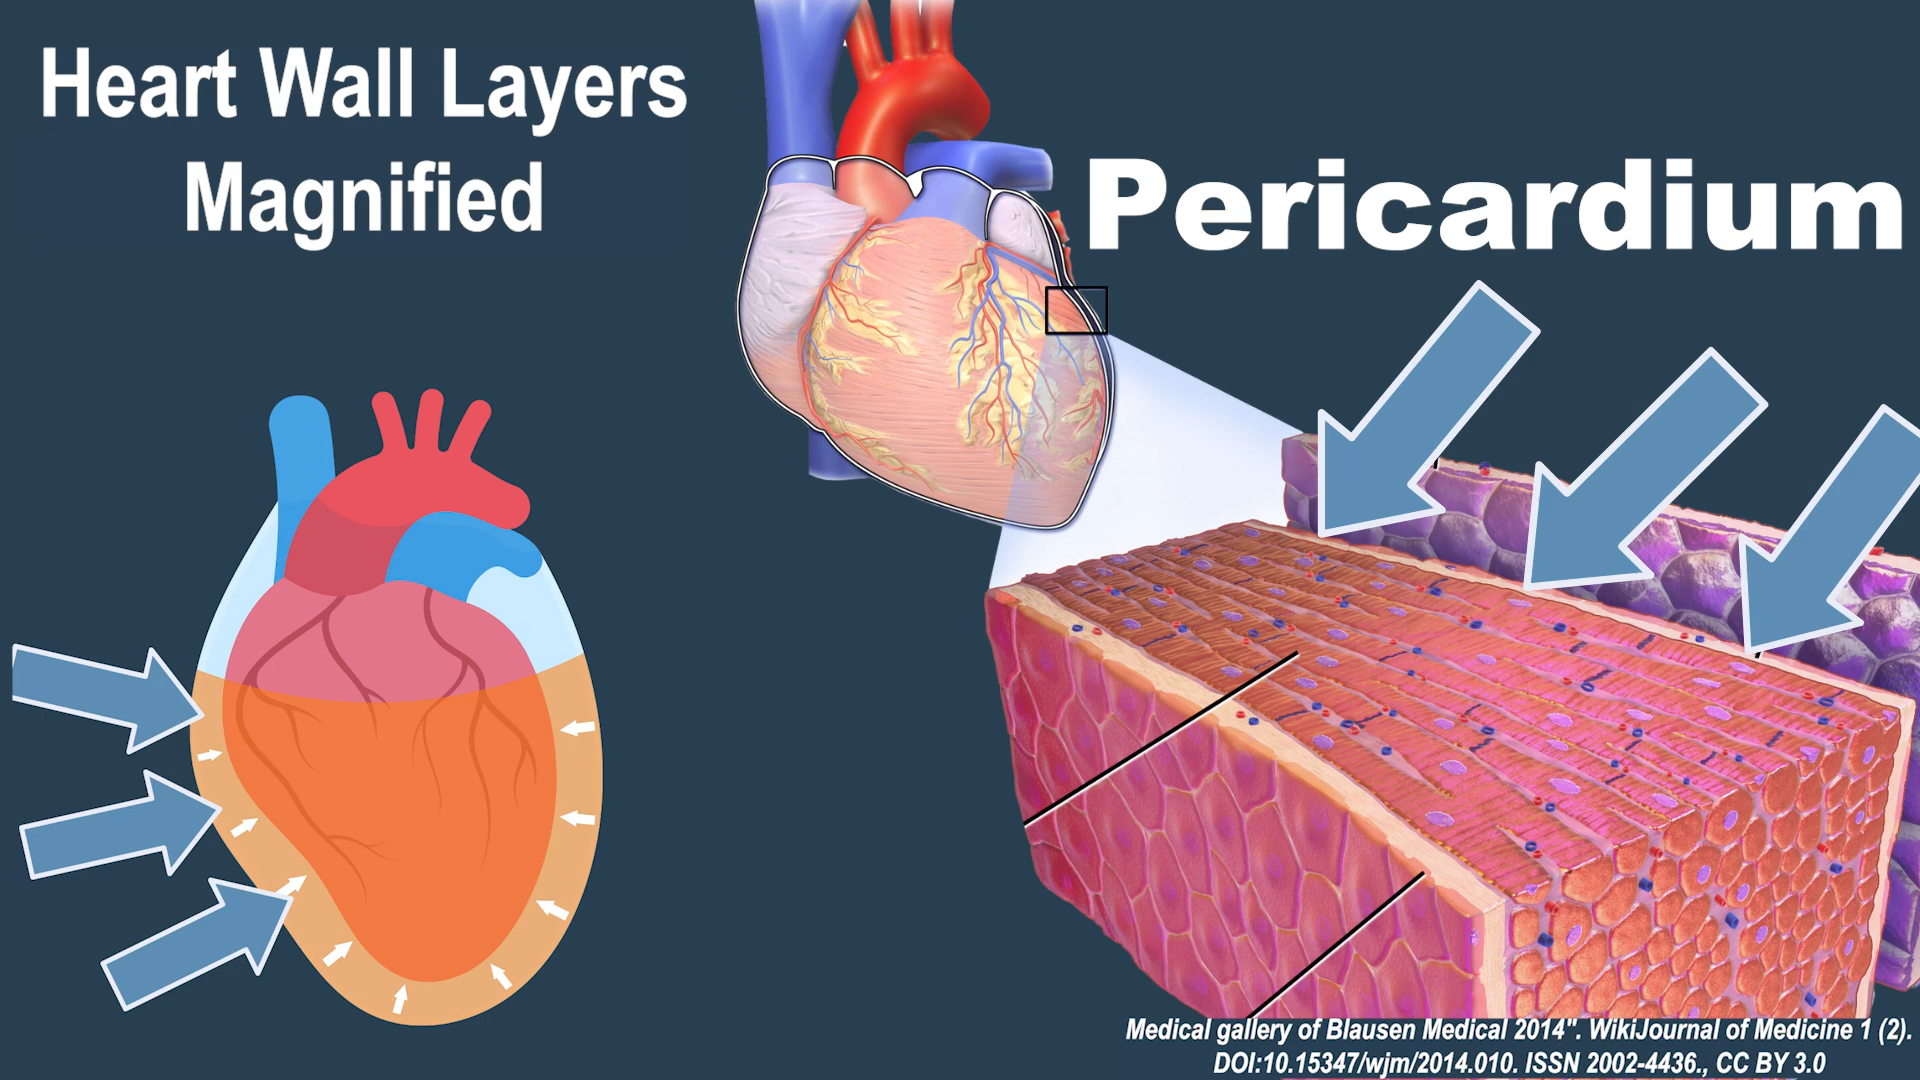 Heart Wall Layers
Magnified
Pericardium
Medical gallery of Blausen Medical 2014". WikiJournal of Medicine 1 (2).
DOI:10.15347/wjm/2014.010. ISSN 2002-4436., CC BY 3.0